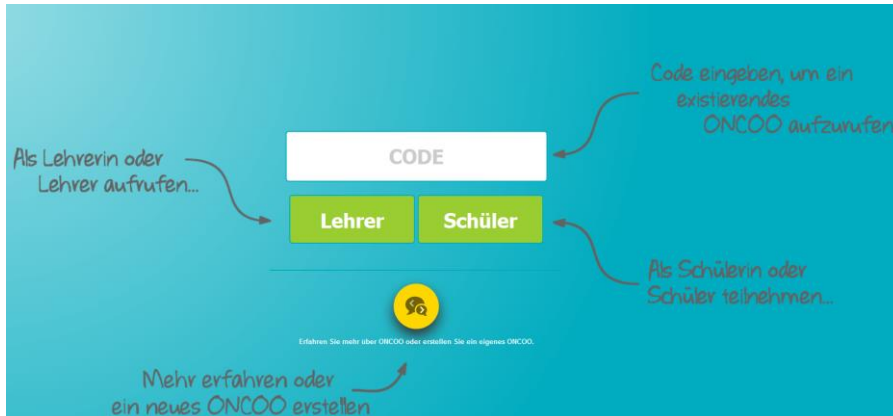 Code eingeben, um ein
existierendes
ONCOO aufzurufen
Als Lehrerin oder
Lehrer aufrufen...
CODE
Lehrer
Schüler
Als Schülerin oder
Schüler teilnehmen...
Erfahren Sie mehr über ONCOO oder erstellen Sie ein eigenes ONCOO.
Mehr erfahren oder
ein neues ONCOO erstellen